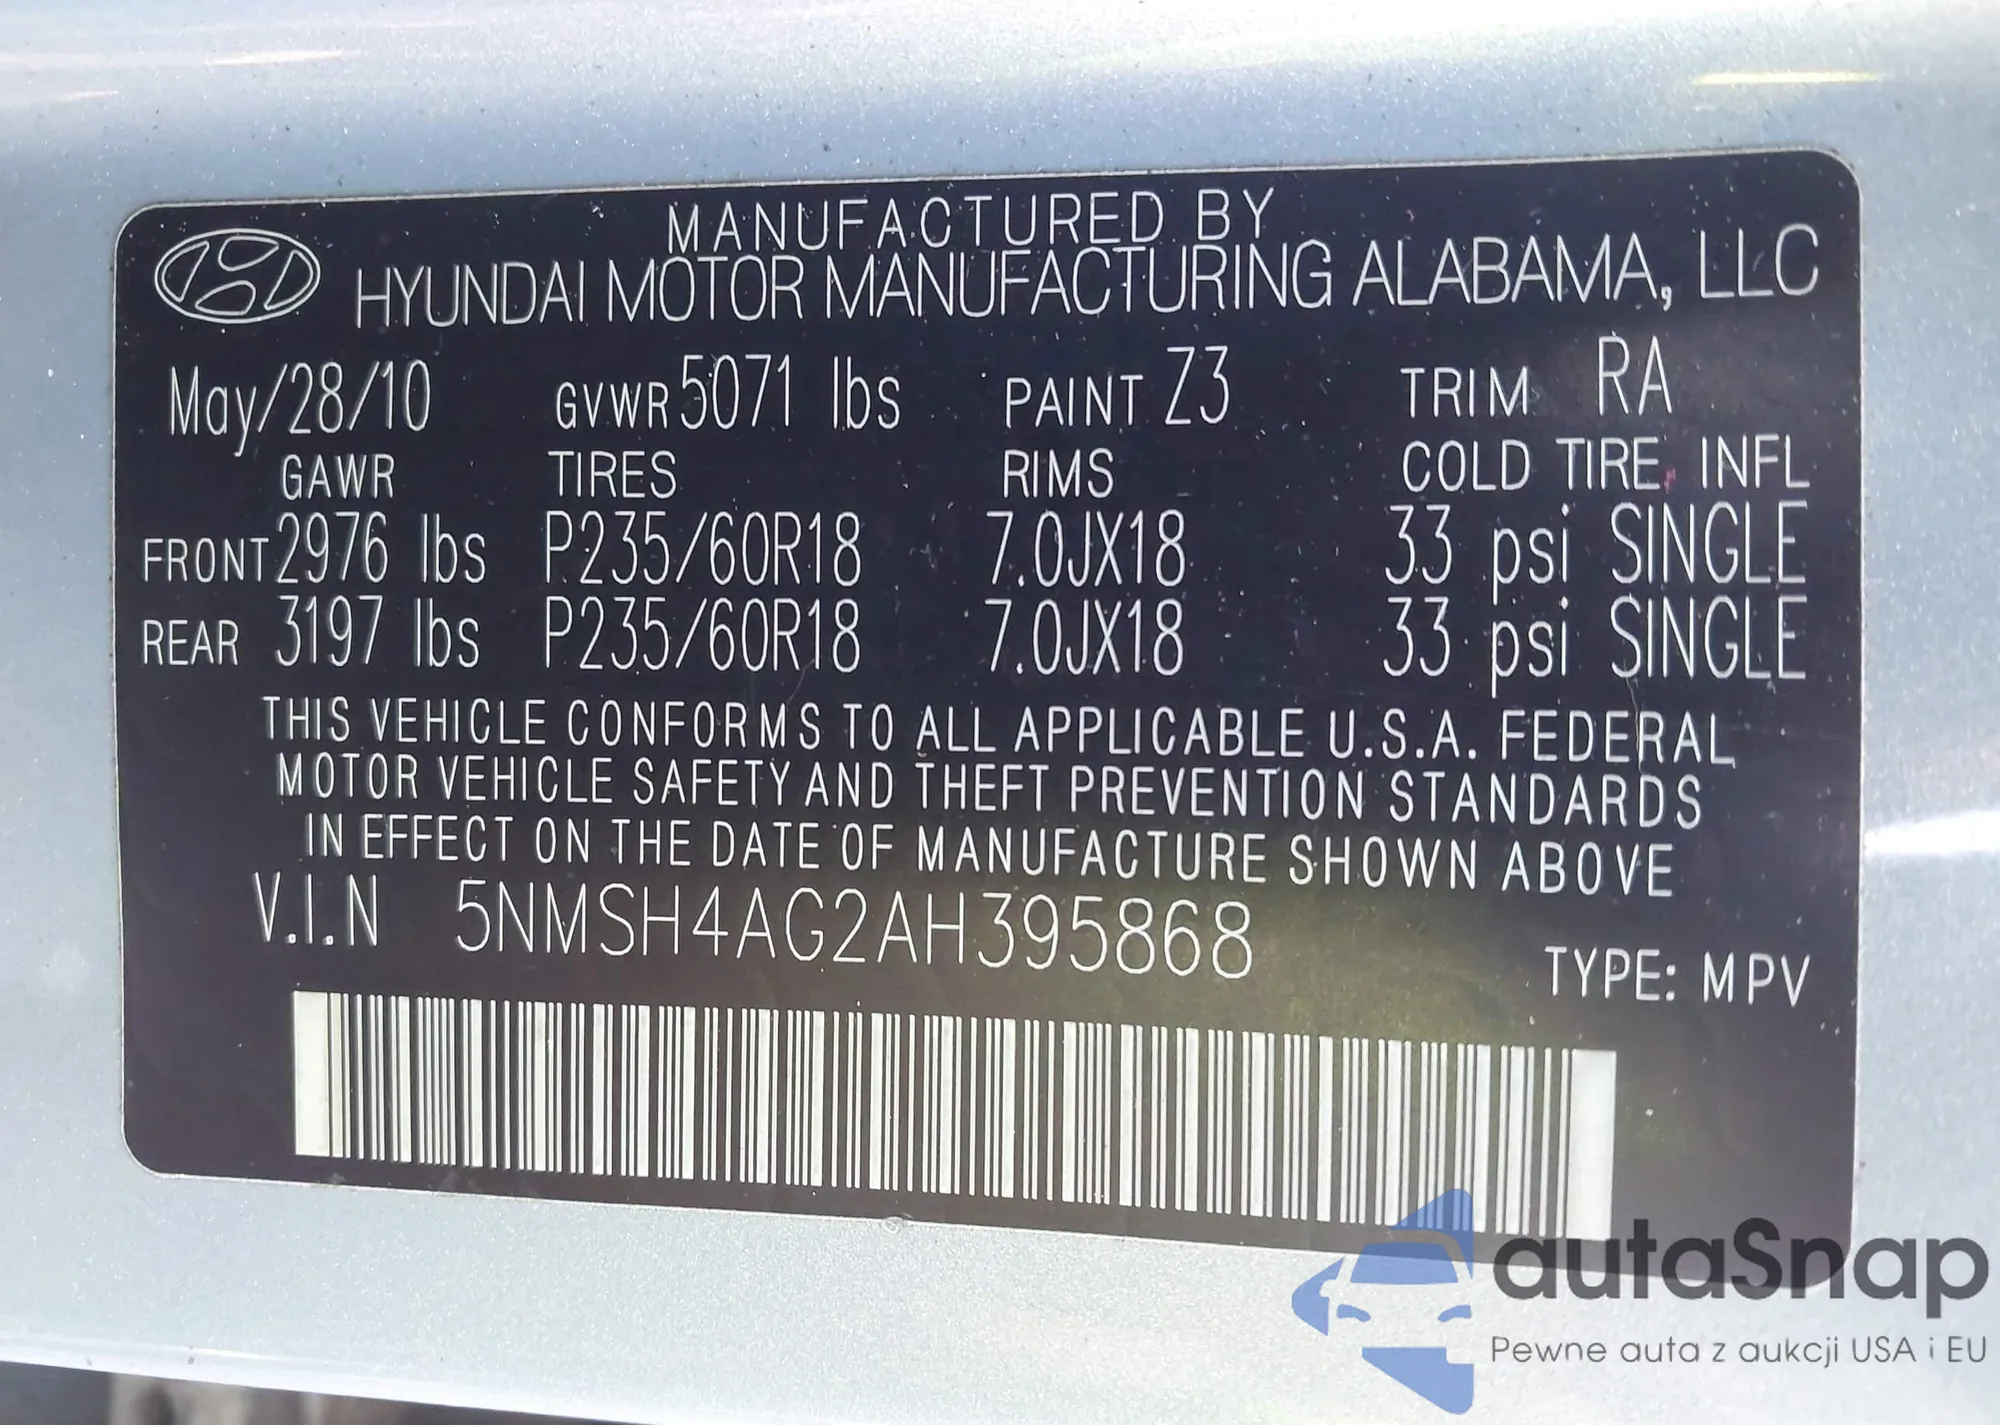 MANUFACTURED BY
HYUNDAI MOTOR MANUFACTURING ALABAMA, LLC
May/28/10 GVWR 5071 lbs PAINT Z3 TRIM RA
GAWR TIRES RIMS COLD TIRE INFL
FRONT 2976 lbs P235/60R18 7.0JX18 33 psi SINGLE
REAR 3197 lbs P235/60R18 7.0JX18 33 psi SINGLE
THIS VEHICLE CONFORMS TO ALL APPLICABLE U.S.A. FEDERAL
MOTOR VEHICLE SAFETY AND THEFT PREVENTION STANDARDS
IN EFFECT ON THE DATE OF MANUFACTURE SHOWN ABOVE
V.I.N 5NMSH4AG2AH395868
TYPE: MPV
autaSnap
Pewne auta z aukcji USA i EU